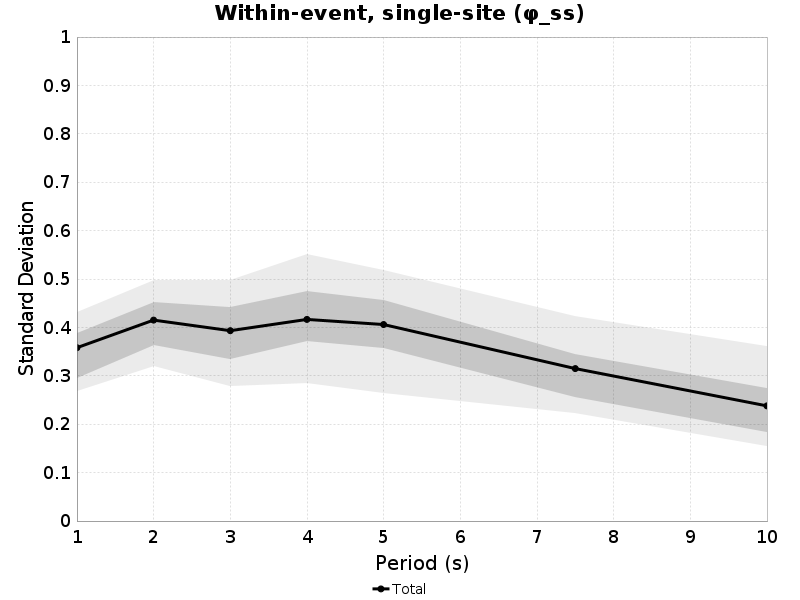 Within-event, single-site (φ_ss)
1
0.9
0.8
0.7
0.6
0.5
0.4
0.3
0.2
0.1
0
Standard Deviation
1 2 3 4 5 6 7 8 9 10
Period (s)
Total